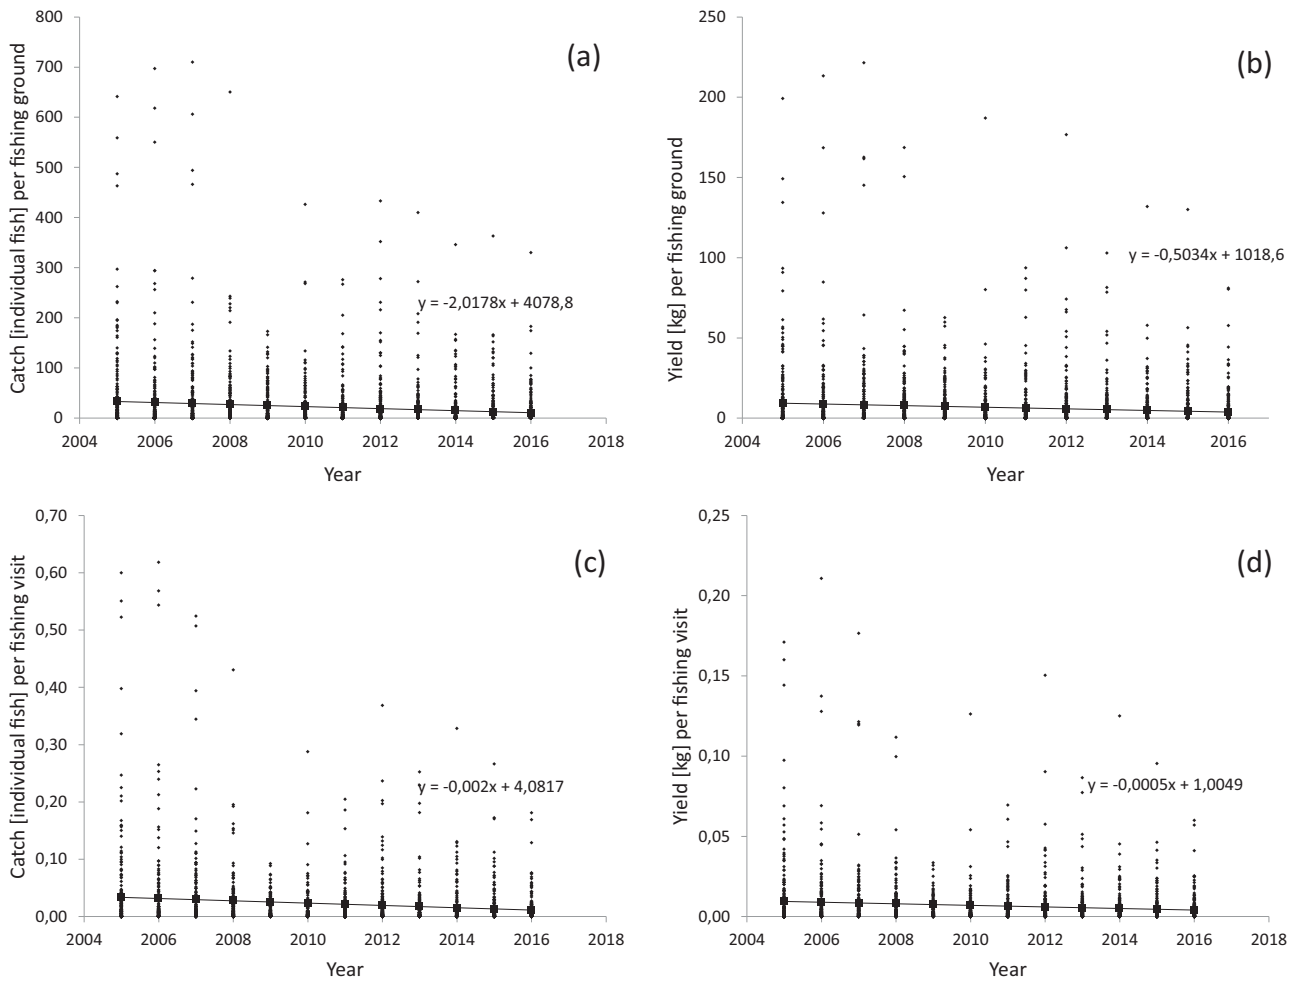 (a)
Catch [individual fish] per fishing ground
800
700
600
500
400
300
200
100
0
y = -2,0178x + 4078,8
2004 2006 2008 2010 2012 2014 2016 2018
Year
(b)
Yield [kg] per fishing ground
250
200
150
100
50
0
y = -0,5034x + 1018,6
2004 2006 2008 2010 2012 2014 2016
Year
(c)
Catch [individual fish] per fishing visit
0,70
0,60
0,50
0,40
0,30
0,20
0,10
0,00
y = -0,002x + 4,0817
2004 2006 2008 2010 2012 2014 2016 2018
Year
(d)
Yield [kg] per fishing visit
0,25
0,20
0,15
0,10
0,05
0,00
y = -0,0005x + 1,0049
2004 2006 2008 2010 2012 2014 2016 2018
Year